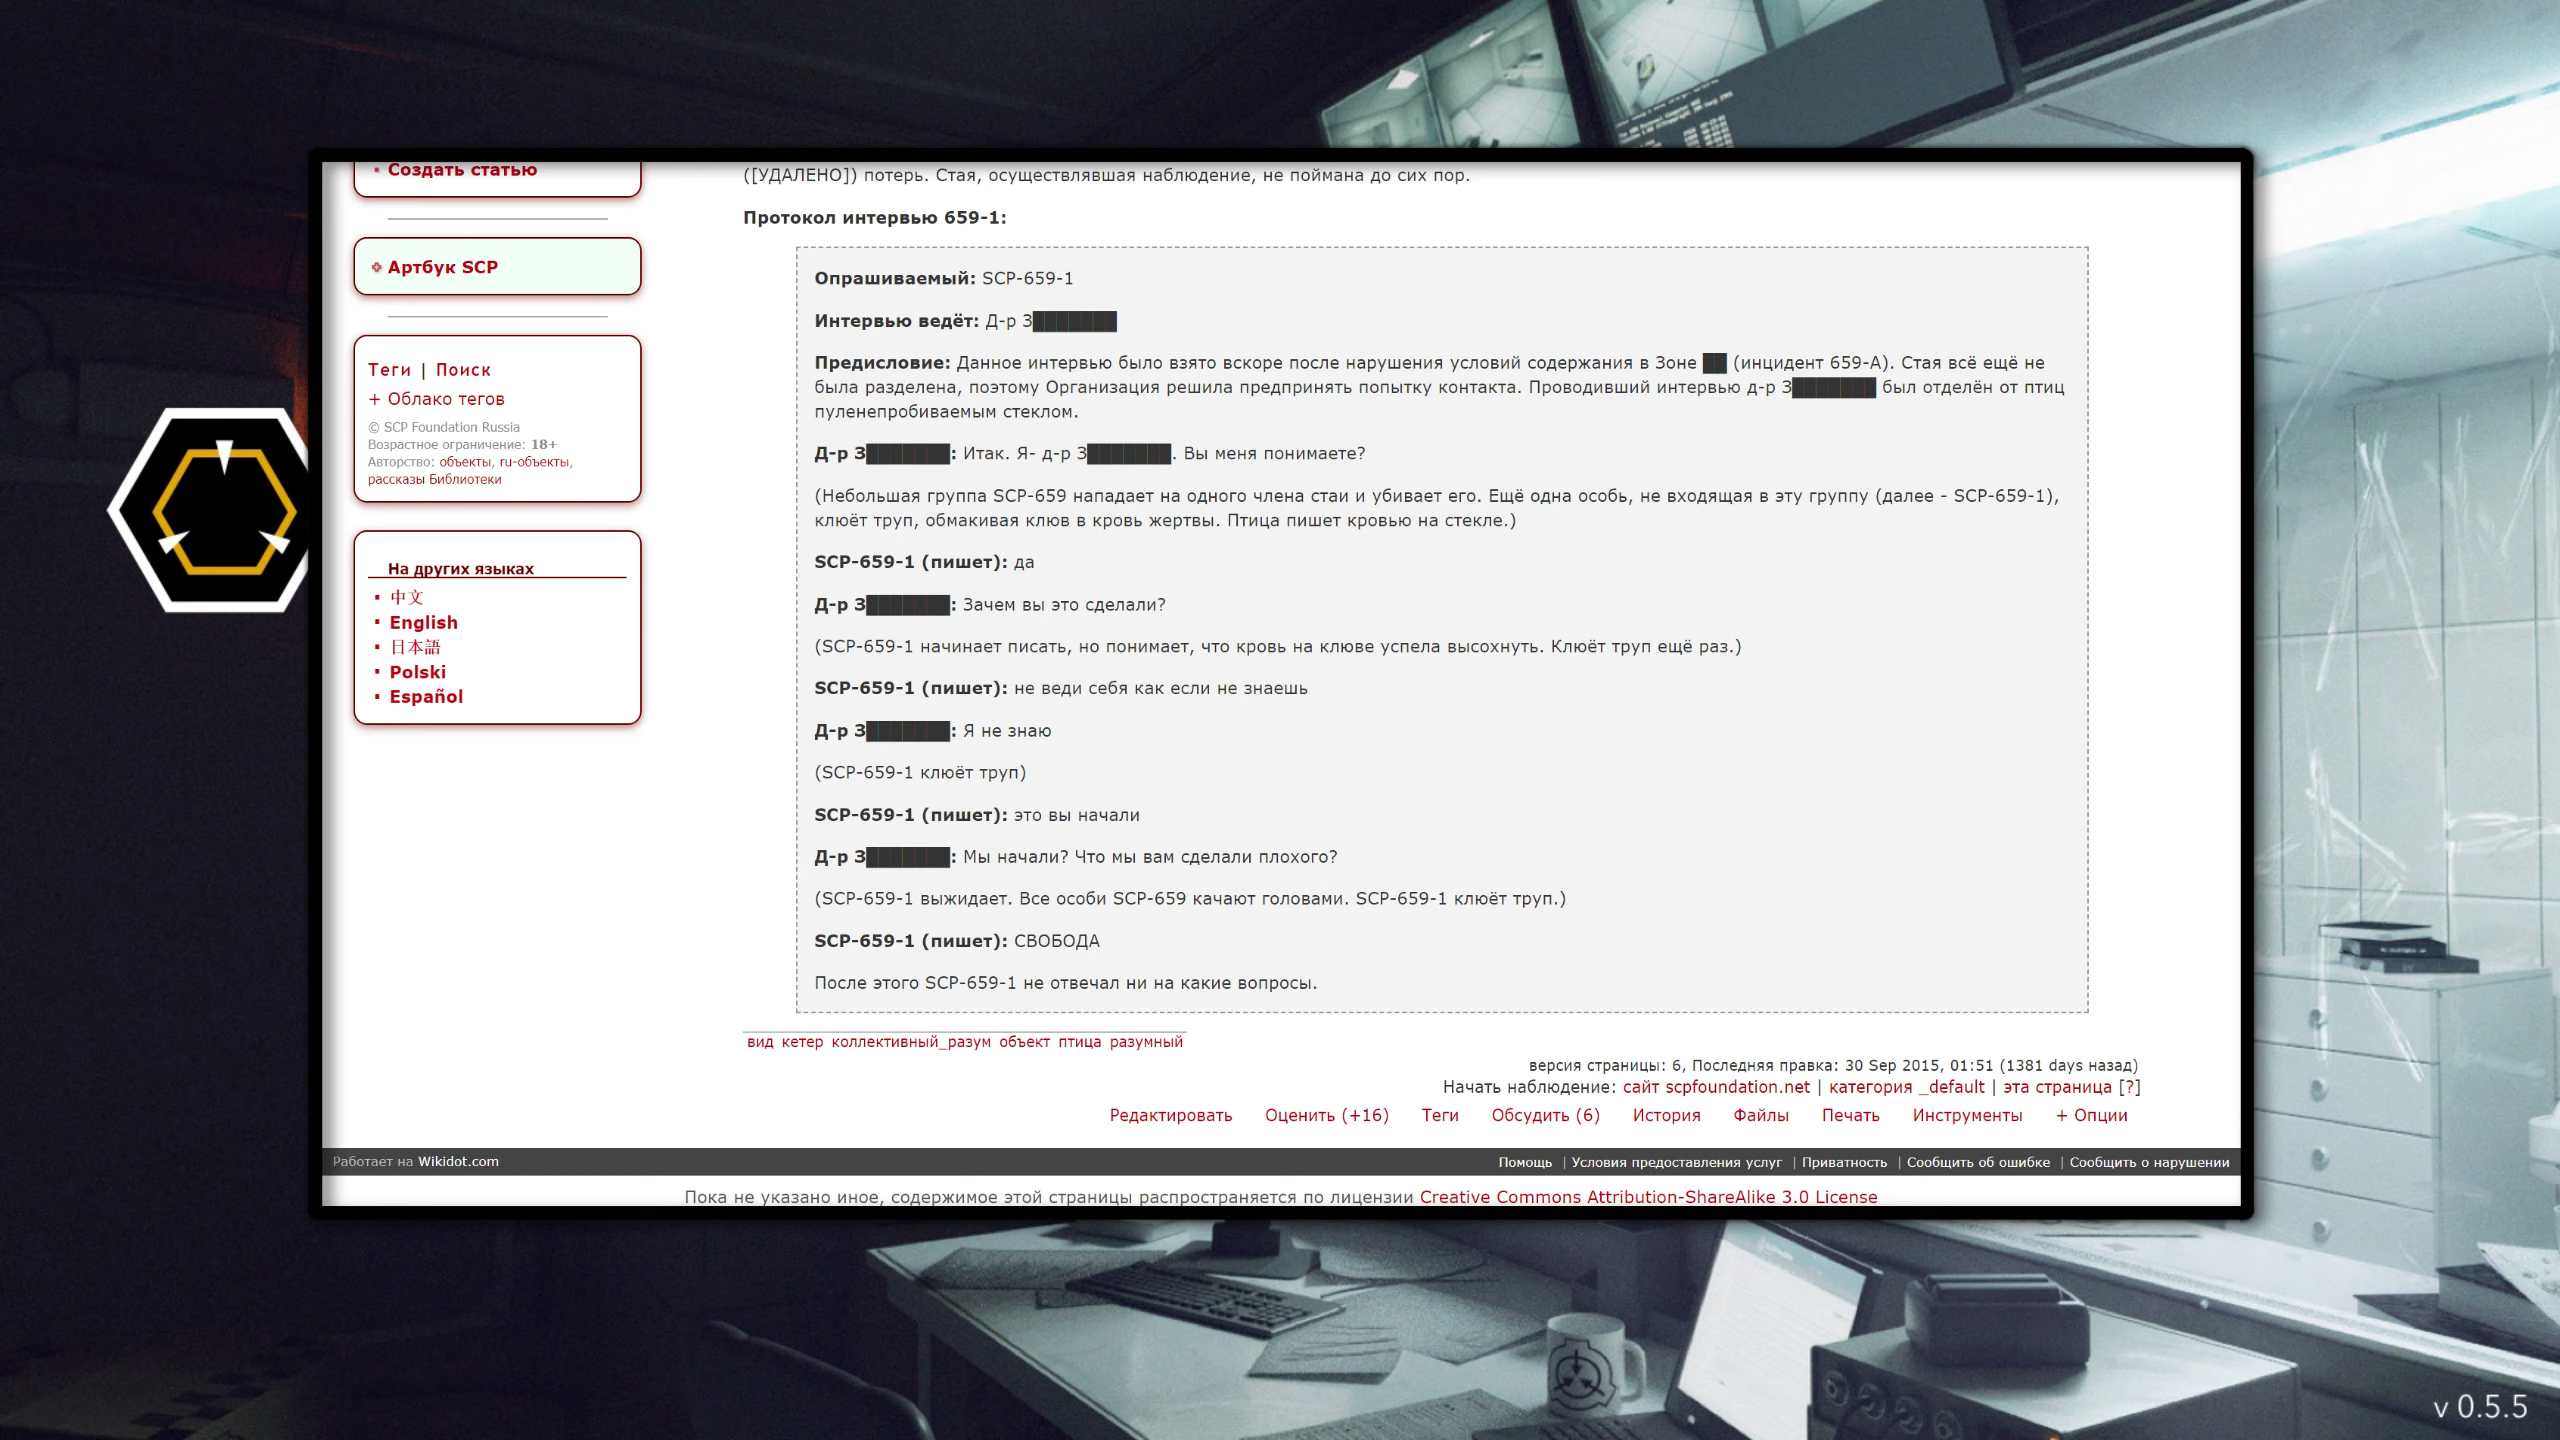 Создать статью
Артбук SCP
Теги | Поиск
+ Облако тегов
© SCP Foundation Russia
Возрастное ограничение: 18+
Авторство: объекты, ru-объекты,
рассказы Библиотеки
На других языках
中文
English
日本語
Polski
Español
([УДАЛЕНО]) потерь. Стая, осуществлявшая наблюдение, не поймана до сих пор.
Протокол интервью 659-1:
Опрашиваемый: SCP-659-1
Интервью ведёт: Д-р З███████
Предисловие: Данное интервью было взято вскоре после нарушения условий содержания в Зоне ██ (инцидент 659-А). Стая всё ещё не
была разделена, поэтому Организация решила предпринять попытку контакта. Проводивший интервью д-р З███████ был отделён от птиц
пуленепробиваемым стеклом.
Д-р З███████: Итак. Я- д-р З███████. Вы меня понимаете?
(Небольшая группа SCP-659 нападает на одного члена стаи и убивает его. Ещё одна особь, не входящая в эту группу (далее - SCP-659-1),
клюёт труп, обмакивая клюв в кровь жертвы. Птица пишет кровью на стекле.)
SCP-659-1 (пишет): да
Д-р З███████: Зачем вы это сделали?
(SCP-659-1 начинает писать, но понимает, что кровь на клюве успела высохнуть. Клюёт труп ещё раз.)
SCP-659-1 (пишет): не веди себя как если не знаешь
Д-р З███████: Я не знаю
(SCP-659-1 клюёт труп)
SCP-659-1 (пишет): это вы начали
Д-р З███████: Мы начали? Что мы вам сделали плохого?
(SCP-659-1 выжидает. Все особи SCP-659 качают головами. SCP-659-1 клюёт труп.)
SCP-659-1 (пишет): СВОБОДА
После этого SCP-659-1 не отвечал ни на какие вопросы.
вид кетер коллективный_разум объект птица разумный
версия страницы: 6, Последняя правка: 30 Sep 2015, 01:51 (1381 days назад)
Начать наблюдение: сайт scpfoundation.net | категория _default | эта страница [?]
Редактировать Оценить (+16) Теги Обсудить (6) История Файлы Печать Инструменты + Опции
Работает на Wikidot.com
Помощь | Условия предоставления услуг | Приватность | Сообщить об ошибке | Сообщить о нарушении
Пока не указано иное, содержимое этой страницы распространяется по лицензии Creative Commons Attribution-ShareAlike 3.0 License
v 0.5.5